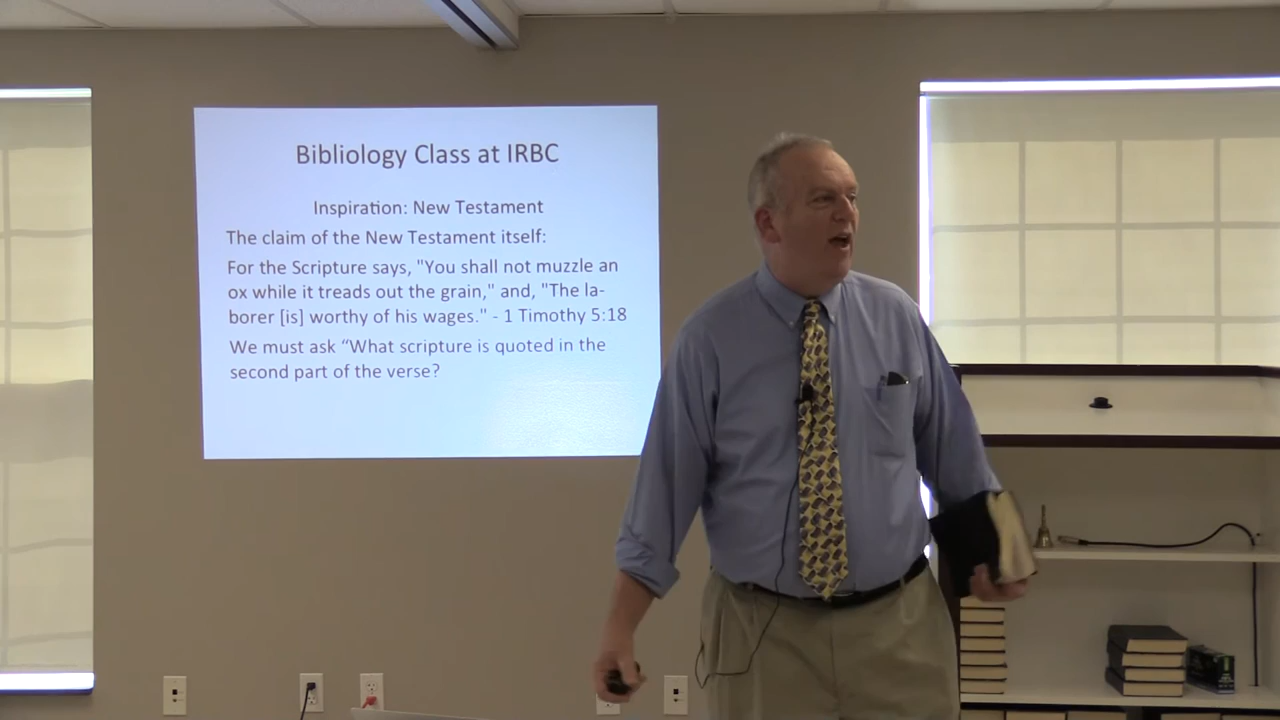 Bibliology Class at IRBC
Inspiration: New Testament
The claim of the New Testament itself:
For the Scripture says, "You shall not muzzle an
ox while it treads out the grain," and, "The la-
borer [is] worthy of his wages." - 1 Timothy 5:18
We must ask “What scripture is quoted in the
second part of the verse?